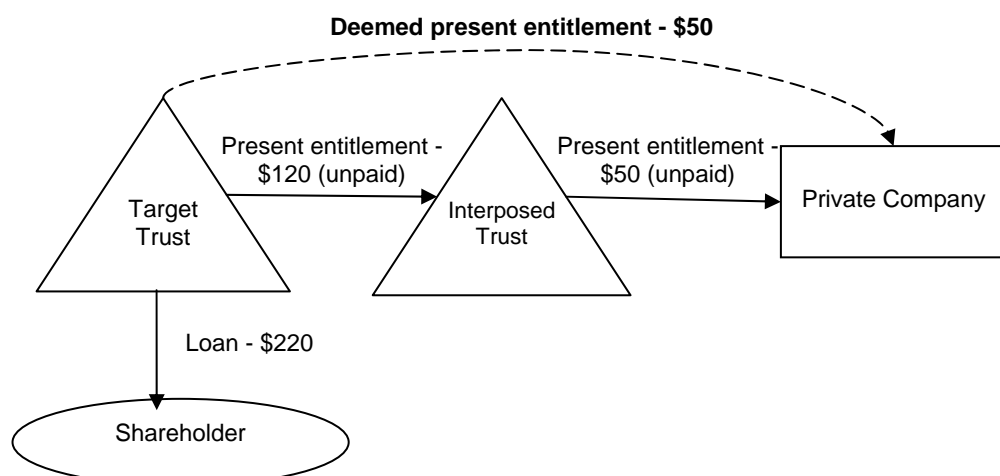 Deemed present entitlement - $50
Present entitlement -
$120 (unpaid)
Present entitlement -
$50 (unpaid)
Target
Trust
Interposed
Trust
Private Company
Loan - $220
Shareholder